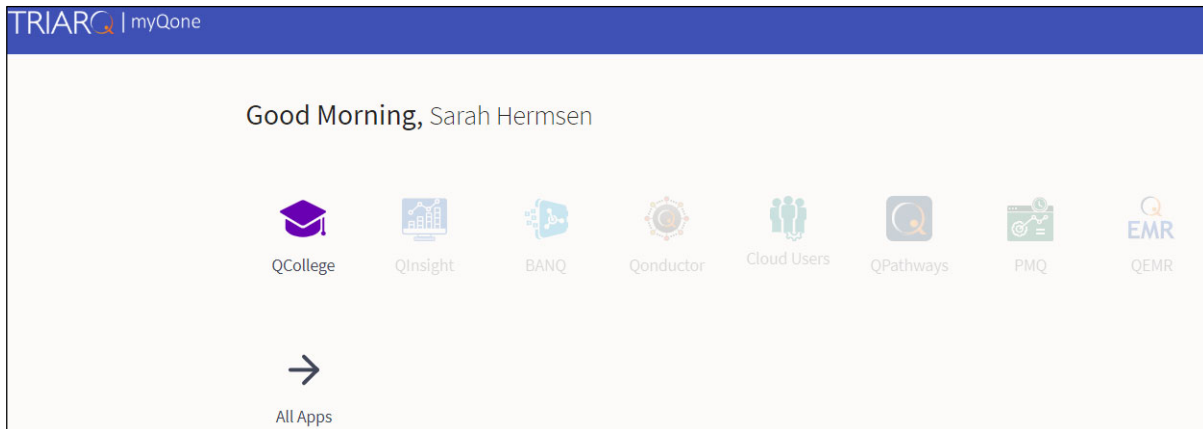 TRIARQ | myQone
Good Morning, Sarah Hermsen
EMR
QCollege QInsight BANQ Qonductor Cloud Users QPathways PMQ QEMR
All Apps